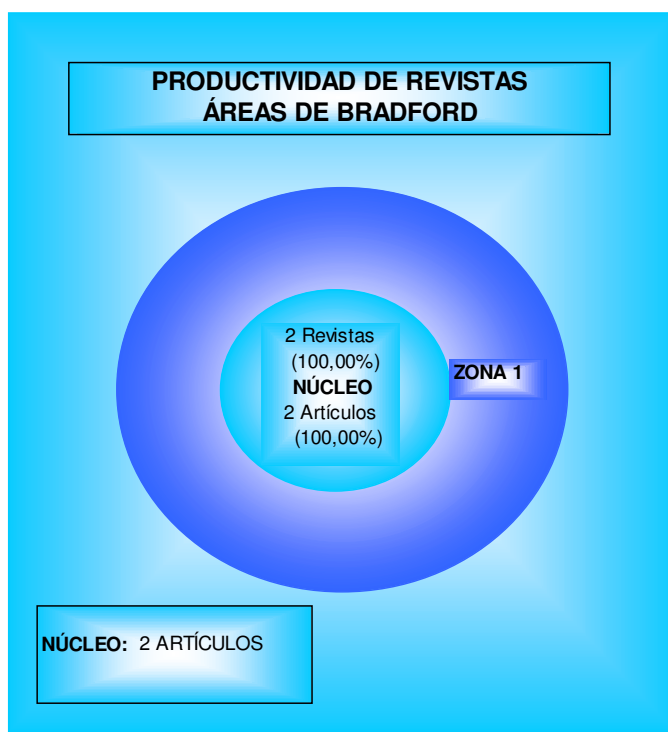 PRODUCTIVIDAD DE REVISTAS
ÁREAS DE BRADFORD
2 Revistas
(100,00%)
NÚCLEO
2 Artículos
(100,00%)
ZONA 1
NÚCLEO: 2 ARTÍCULOS